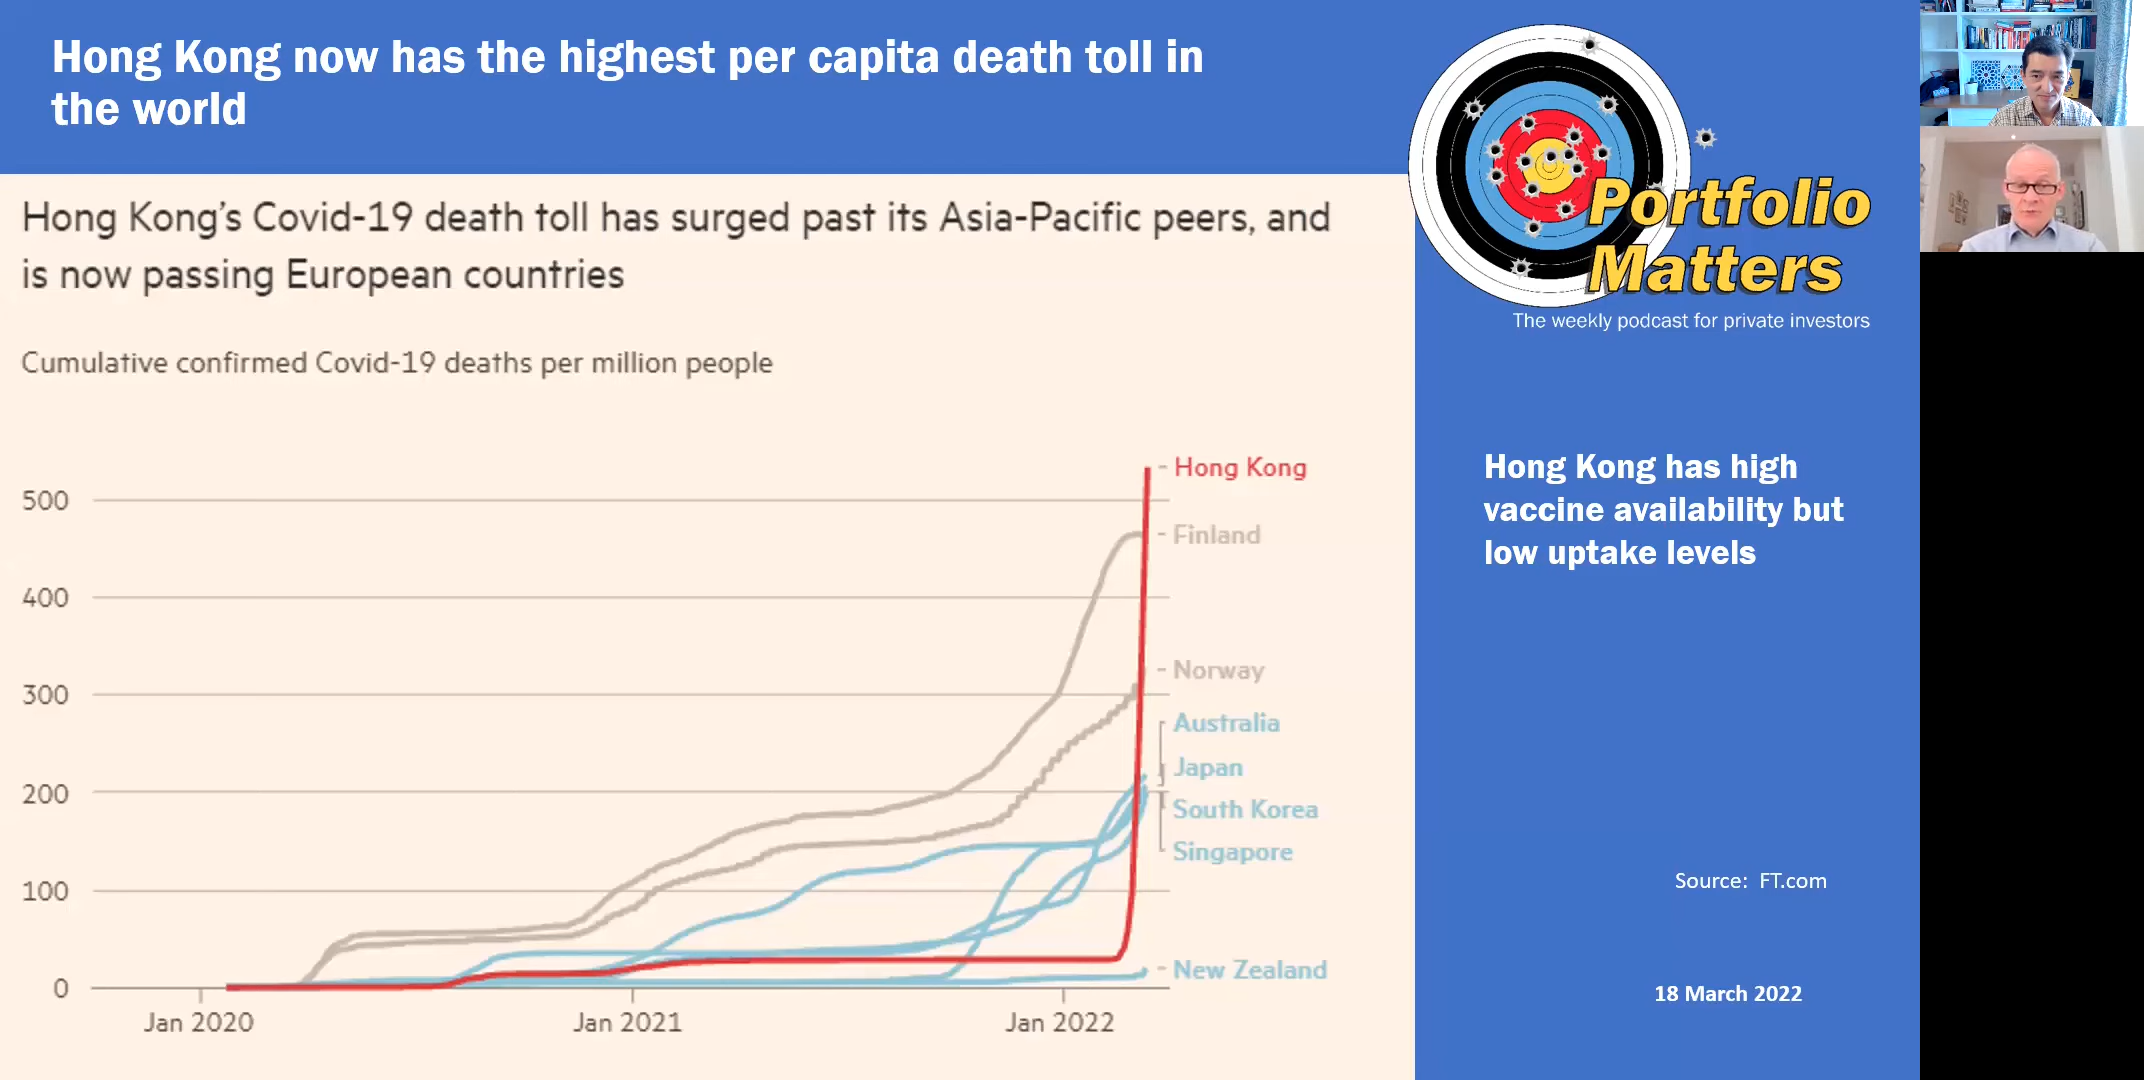 Hong Kong now has the highest per capita death toll in
the world
Hong Kong’s Covid-19 death toll has surged past its Asia-Pacific peers, and
is now passing European countries
Cumulative confirmed Covid-19 deaths per million people
500
400
300
200
100
0
Jan 2020
Jan 2021
Jan 2022
Hong Kong
Finland
Norway
Australia
Japan
South Korea
Singapore
New Zealand
Portfolio
Matters
The weekly podcast for private investors
Hong Kong has high
vaccine availability but
low uptake levels
Source: FT.com
18 March 2022